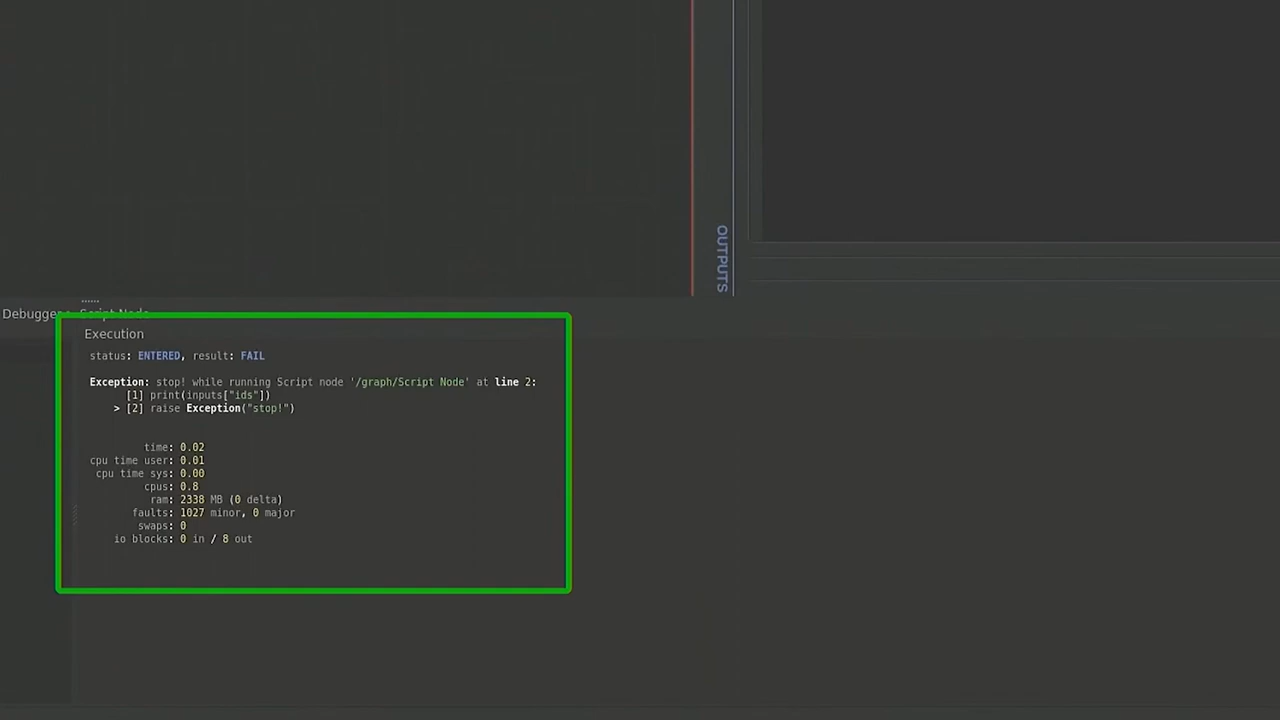 OUTPUTS
Debugger
Script Node
Execution
status: ENTERED, result: FAIL
Exception: stop! while running Script node '/graph/Script Node' at line 2:
[1] print(inputs["ids"])
> [2] raise Exception("stop!")
time: 0.02
cpu time user: 0.01
cpu time sys: 0.00
cpus: 0.8
ram: 2338 MB (0 delta)
faults: 1027 minor, 0 major
swaps: 0
io blocks: 0 in / 8 out